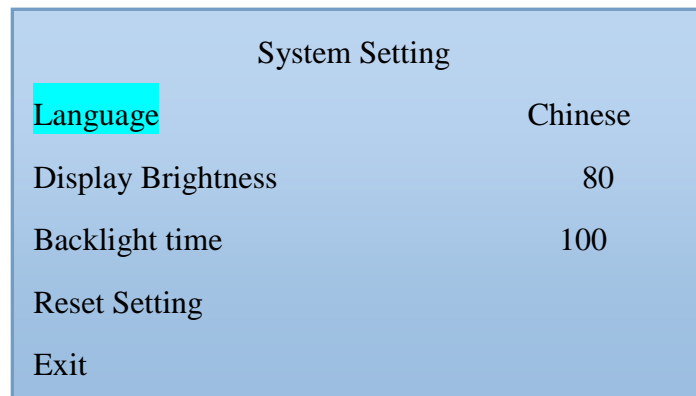 System Setting
Language Chinese
Display Brightness 80
Backlight time 100
Reset Setting
Exit